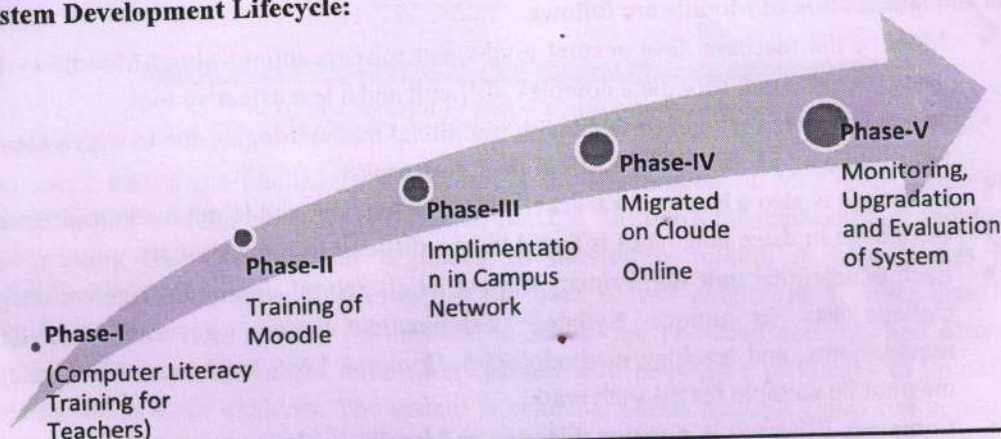 stem Development Lifecycle:
Phase-I
(Computer Literacy
Training for
Teachers)
Phase-II
Training of
Moodle
Phase-III
Implimentatio
n in Campus
Network
Phase-IV
Migrated
on Cloude
Online
Phase-V
Monitoring,
Upgradation
and Evaluation
of System